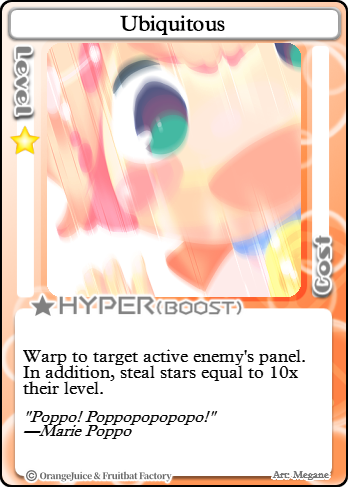 Ubiquitous
Level
Cost
HYPER(BOOST)
Warp to target active enemy's panel.
In addition, steal stars equal to 10x
their level.
"Poppo! Poppopopopopo!"
—Marie Poppo
© OrangeJuice & Fruitbat Factory
Art: Megane